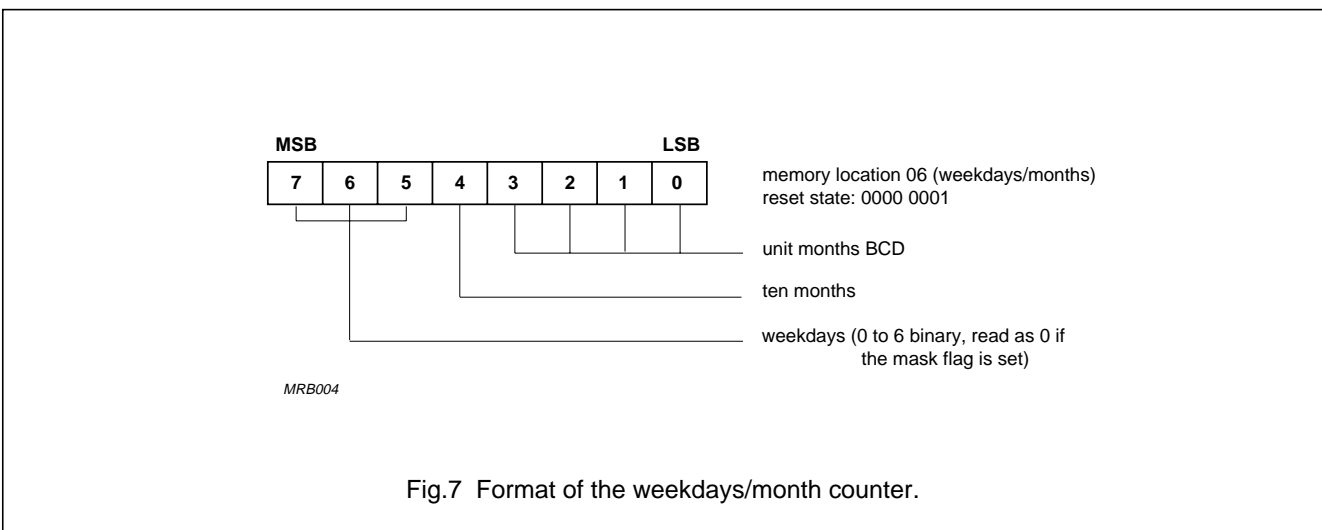 MSB LSB
7 6 5 4 3 2 1 0
memory location 06 (weekdays/months)
reset state: 0000 0001
unit months BCD
ten months
weekdays (0 to 6 binary, read as 0 if
the mask flag is set)
MRB004
Fig.7 Format of the weekdays/month counter.